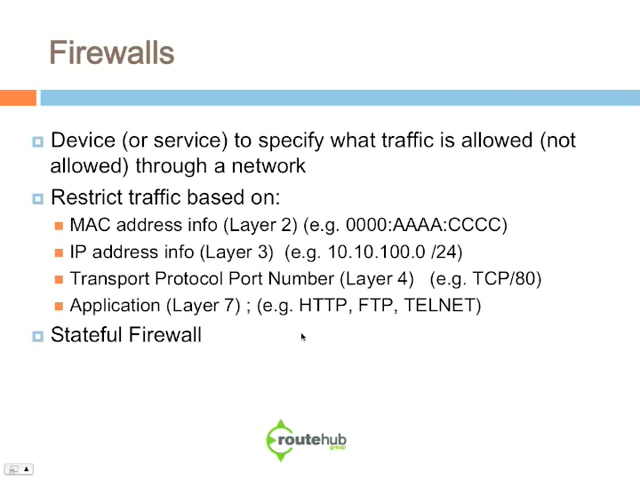 Firewalls
Device (or service) to specify what traffic is allowed (not
allowed) through a network
Restrict traffic based on:
MAC address info (Layer 2) (e.g. 0000:AAAA:CCCC)
IP address info (Layer 3) (e.g. 10.10.100.0 /24)
Transport Protocol Port Number (Layer 4) (e.g. TCP/80)
Application (Layer 7) ; (e.g. HTTP, FTP, TELNET)
Stateful Firewall
routehub
group